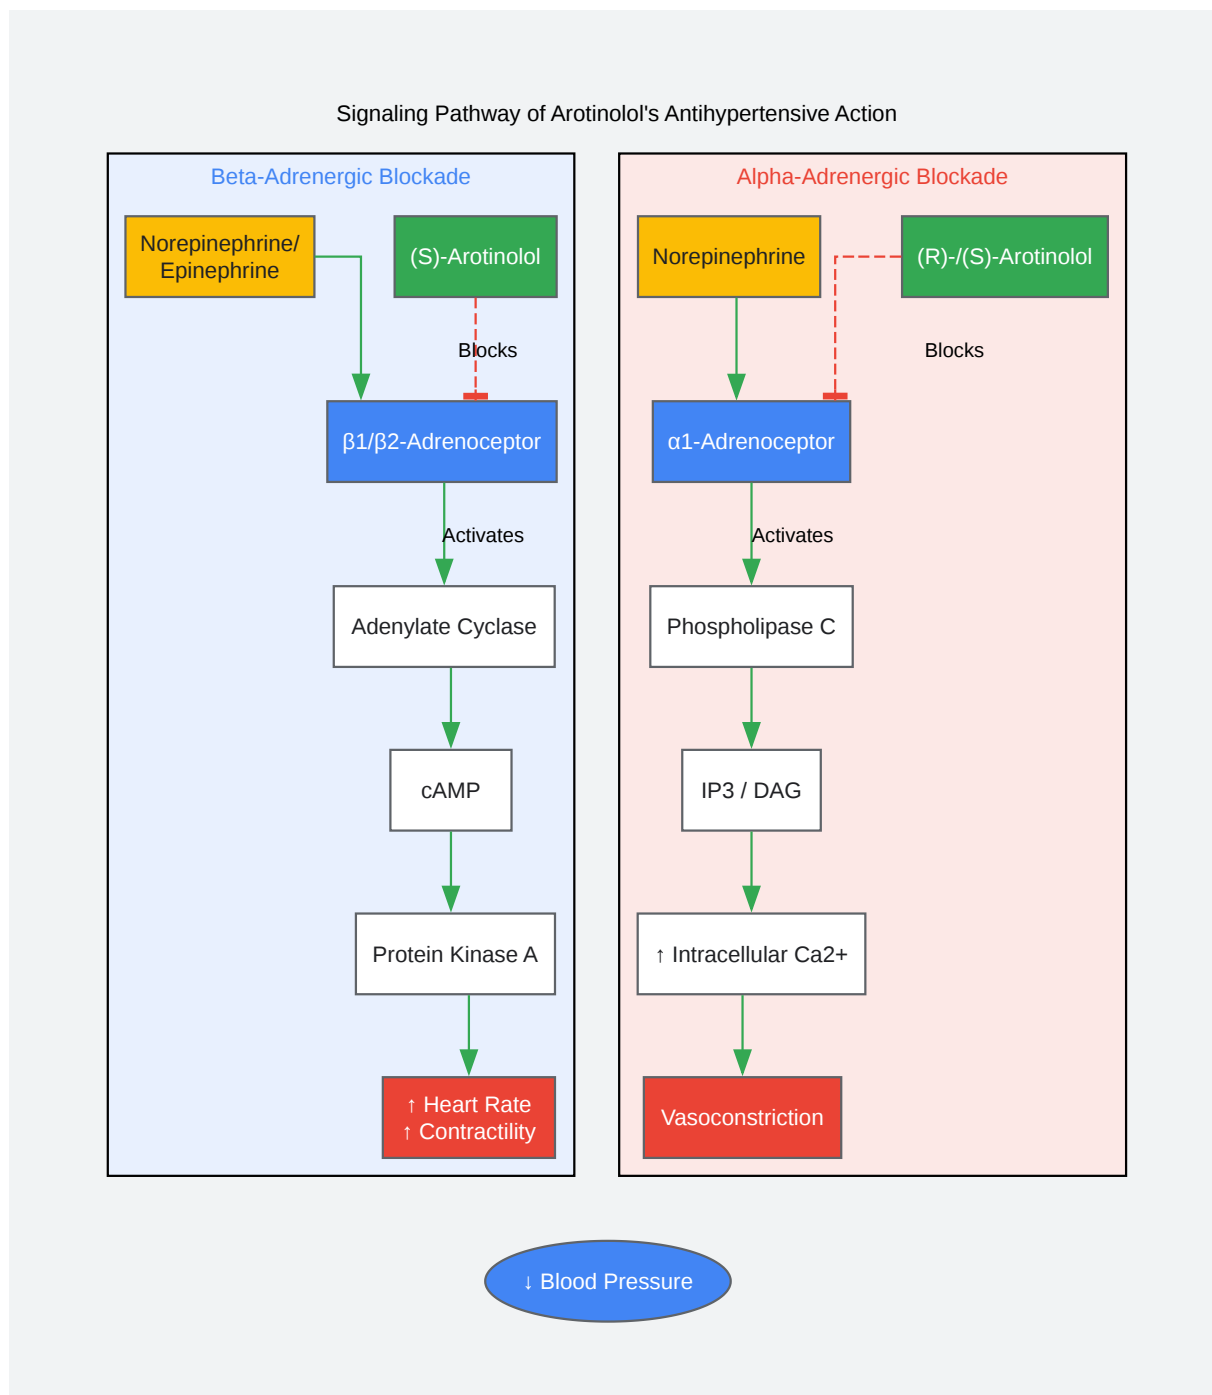 Signaling Pathway of Arotinolol's Antihypertensive Action
Beta-Adrenergic Blockade
Norepinephrine/
Epinephrine
(S)-Arotinolol
Blocks
β1/β2-Adrenoceptor
Activates
Adenylate Cyclase
cAMP
Protein Kinase A
↑ Heart Rate
↑ Contractility
Alpha-Adrenergic Blockade
Norepinephrine
(R)-/(S)-Arotinolol
Blocks
α1-Adrenoceptor
Activates
Phospholipase C
IP3 / DAG
↑ Intracellular Ca2+
Vasoconstriction
↓ Blood Pressure